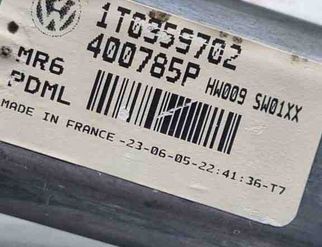 1T0959702
400785P
HW009 SW01XX
MR6
PDML
MADE IN FRANCE -23-06-05-22:41:36-T7